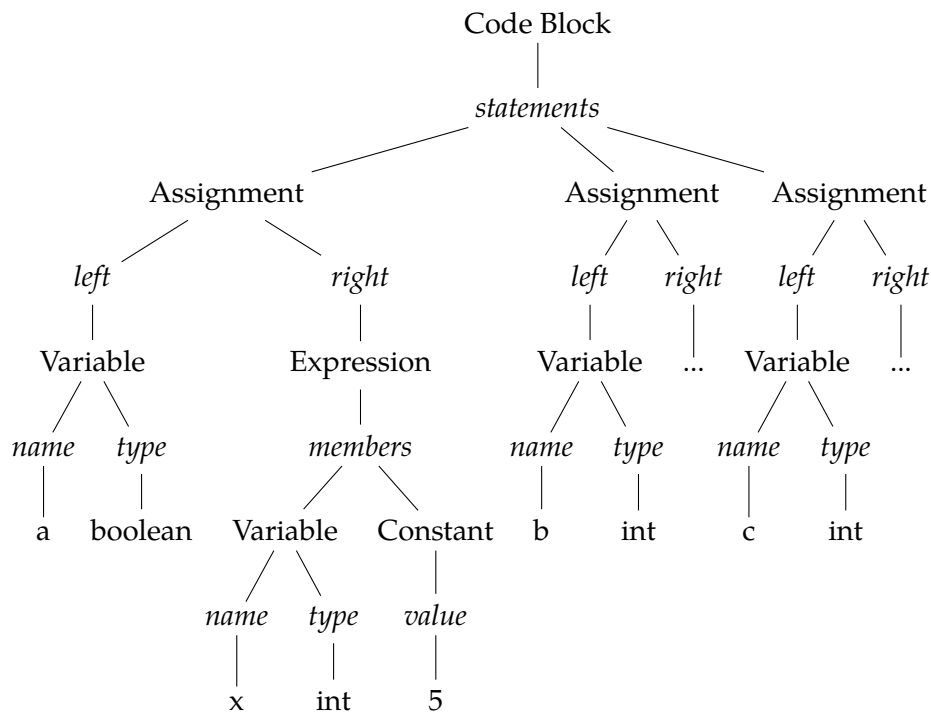 Code Block
statements
Assignment Assignment Assignment
left right left right left right
Variable Expression Variable ... Variable ...
name type members name type name type
a boolean Variable Constant b int c int
name type value
x int 5